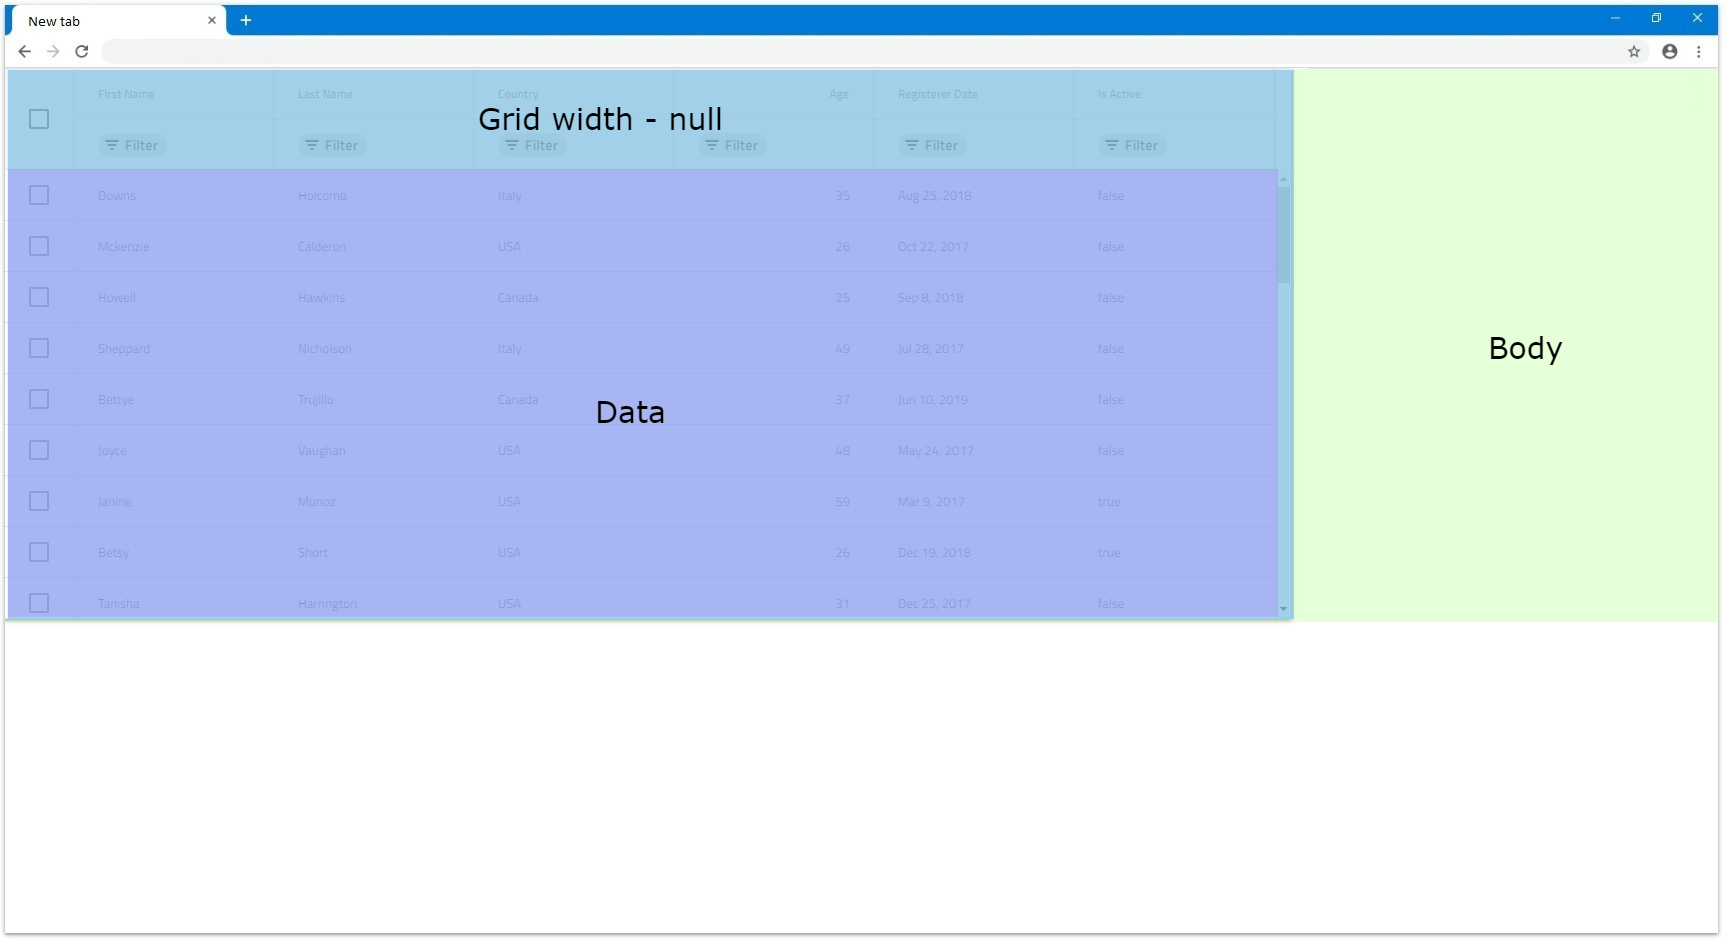 New tab
First Name Last Name Country Age Registerer Date Is Active
Grid width - null
Filter Filter Filter Filter Filter Filter
Downs Holcomb Italy 35 Aug 25, 2018 false
Mckenzie Calderon USA 26 Oct 22, 2017 false
Howell Hawkins Canada 25 Sep 8, 2018 false
Sheppard Nicholson Italy 49 Jul 28, 2017 false
Body
Bettye Trujillo Canada 37 Jun 10, 2019 false
Data
Joyce Vaughan USA 48 May 24, 2017 false
Janine Munoz USA 59 Mar 9, 2017 true
Betsy Short USA 26 Dec 19, 2018 true
Tanisha Harrington USA 31 Dec 25, 2017 false